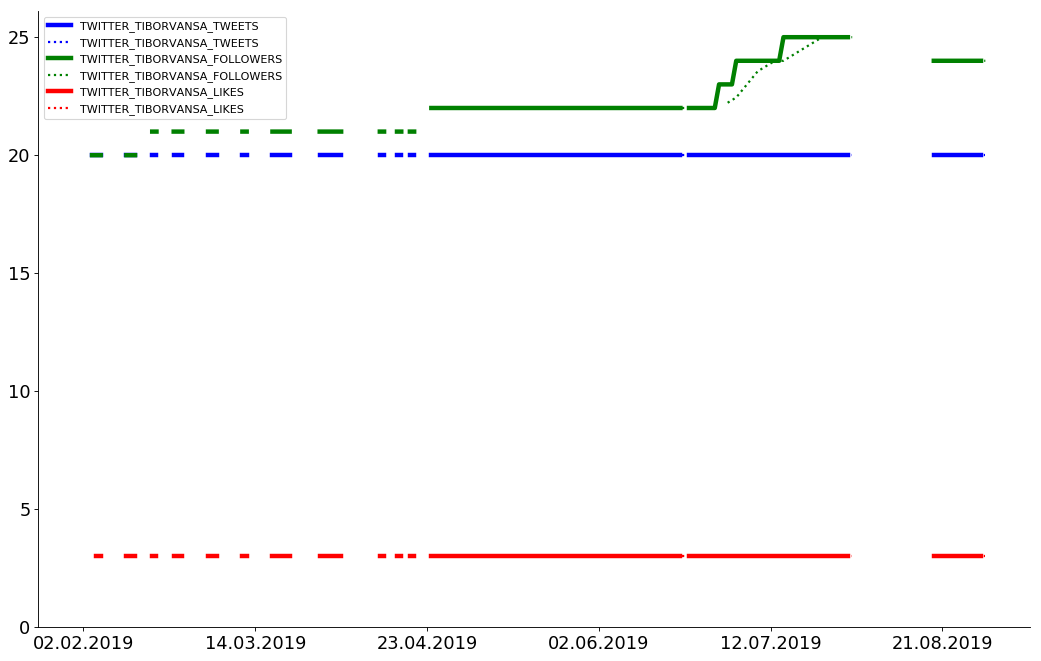 TWITTER_TIBORVANSA_TWEETS
TWITTER_TIBORVANSA_TWEETS
TWITTER_TIBORVANSA_FOLLOWERS
TWITTER_TIBORVANSA_FOLLOWERS
TWITTER_TIBORVANSA_LIKES
TWITTER_TIBORVANSA_LIKES
25
20
15
10
5
0
02.02.2019 14.03.2019 23.04.2019 02.06.2019 12.07.2019 21.08.2019